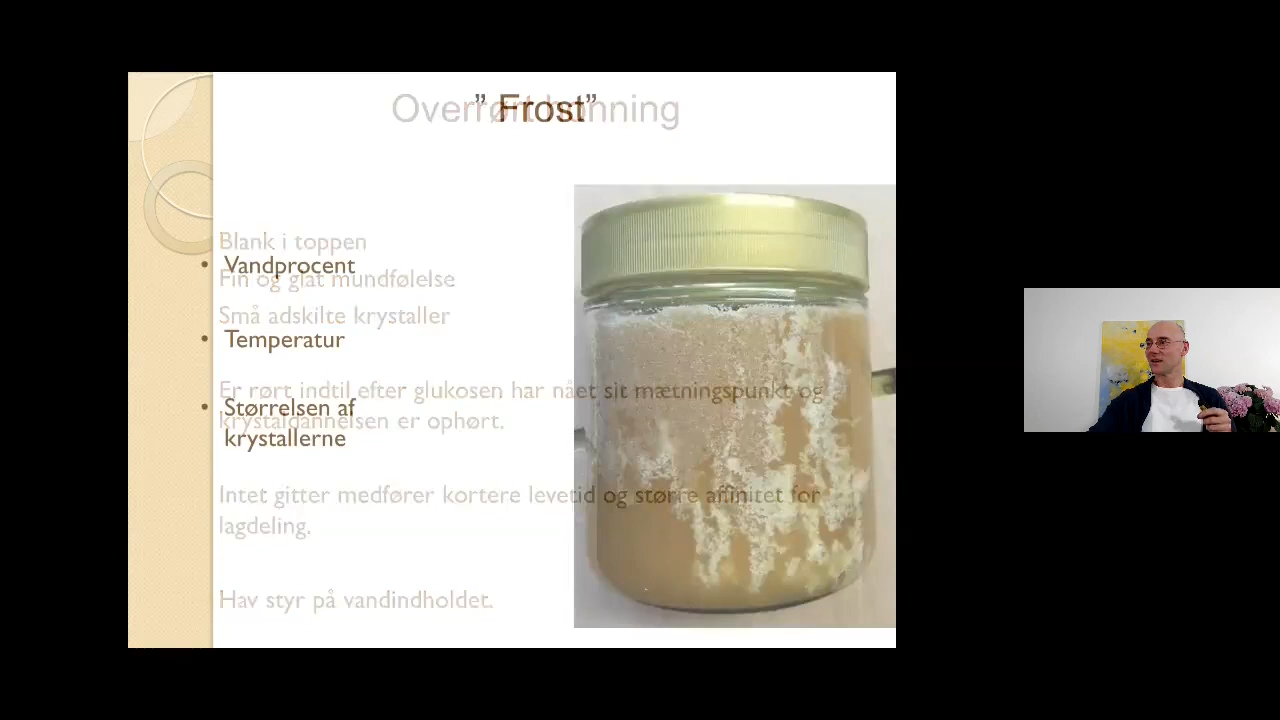 Overrørt honning
” Frost”
Blank i toppen
• Vandprocent
Fin og glat mundfølelse
Små adskilte krystaller
• Temperatur
Er rørt indtil efter glukosen har nået sit mætningspunkt og
• Størrelsen af
krystaldannelsen er ophørt.
krystallerne
Intet gitter medfører kortere levetid og større affinitet for
lagdeling.
Hav styr på vandindholdet.